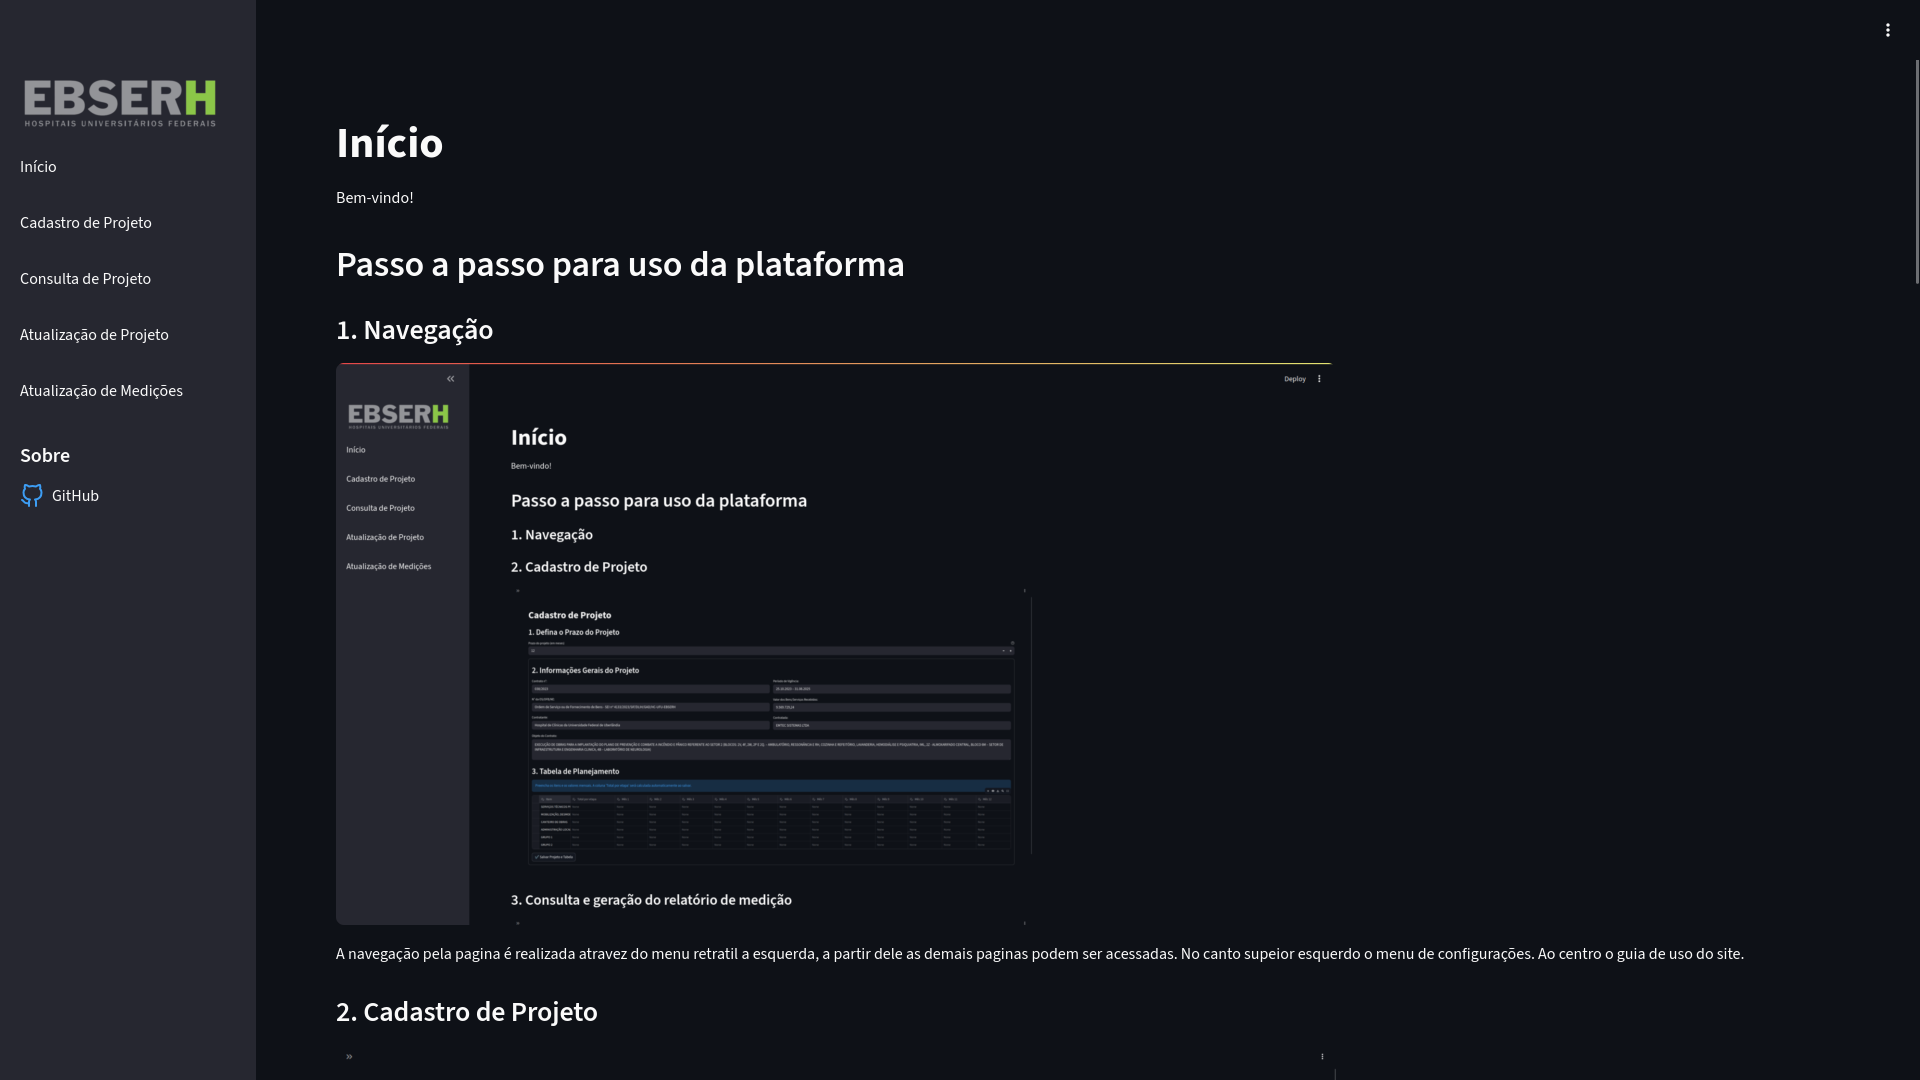 EBSERH
HOSPITAIS UNIVERSITÁRIOS FEDERAIS
Início
Cadastro de Projeto
Consulta de Projeto
Atualização de Projeto
Atualização de Medições
Sobre
GitHub
Início
Bem-vindo!
Passo a passo para uso da plataforma
1. Navegação
Deploy
EBSERH
HOSPITAIS UNIVERSITÁRIOS FEDERAIS
Início
Cadastro de Projeto
Consulta de Projeto
Atualização de Projeto
Atualização de Medições
Início
Bem-vindo!
Passo a passo para uso da plataforma
1. Navegação
2. Cadastro de Projeto
Cadastro de Projeto
1. Defina o Prazo do Projeto
2. Informações Gerais do Projeto
3. Tabela de Planejamento
3. Consulta e geração do relatório de medição
A navegação pela pagina é realizada atravez do menu retratil a esquerda, a partir dele as demais paginas podem ser acessadas. No canto supeior esquerdo o menu de configurações. Ao centro o guia de uso do site.
2. Cadastro de Projeto